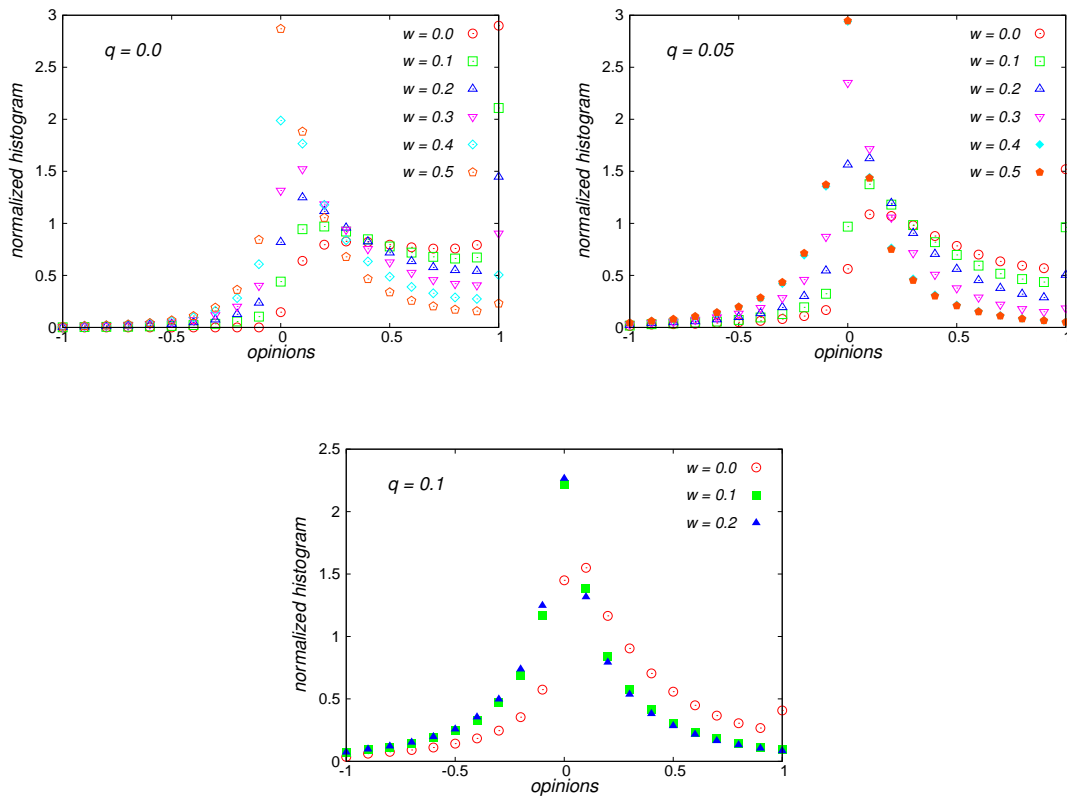 3
2.5
2
1.5
1
0.5
0
-1
-0.5
0
0.5
1
normalized histogram
opinions
q = 0.0
w = 0.0
w = 0.1
w = 0.2
w = 0.3
w = 0.4
w = 0.5
3
2.5
2
1.5
1
0.5
0
-1
-0.5
0
0.5
1
normalized histogram
opinions
q = 0.05
w = 0.0
w = 0.1
w = 0.2
w = 0.3
w = 0.4
w = 0.5
2.5
2
1.5
1
0.5
0
-1
-0.5
0
0.5
1
normalized histogram
opinions
q = 0.1
w = 0.0
w = 0.1
w = 0.2